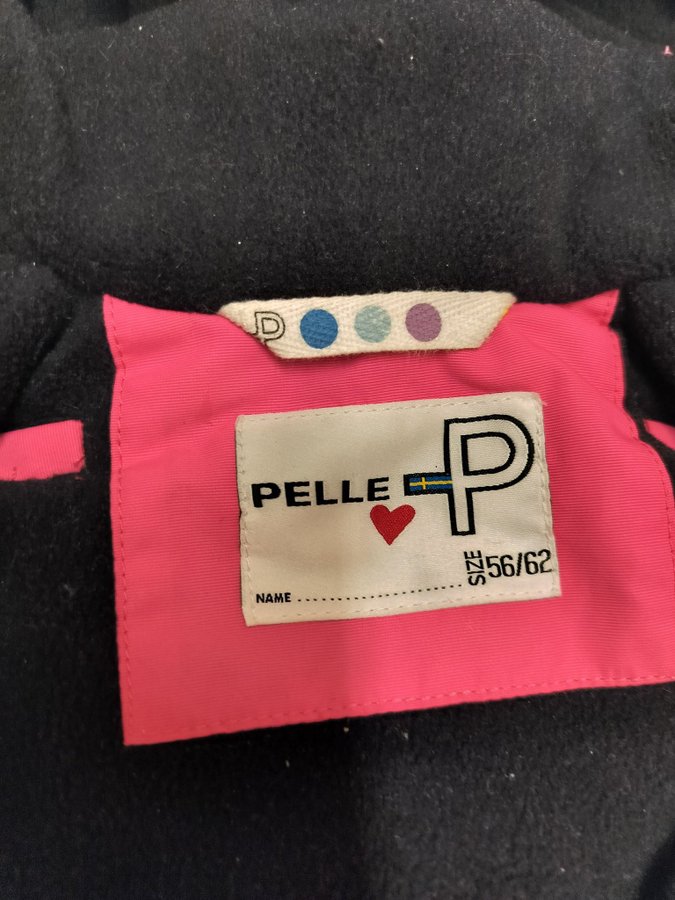 P
PELLE P
SIZE 56/62
NAME ........................